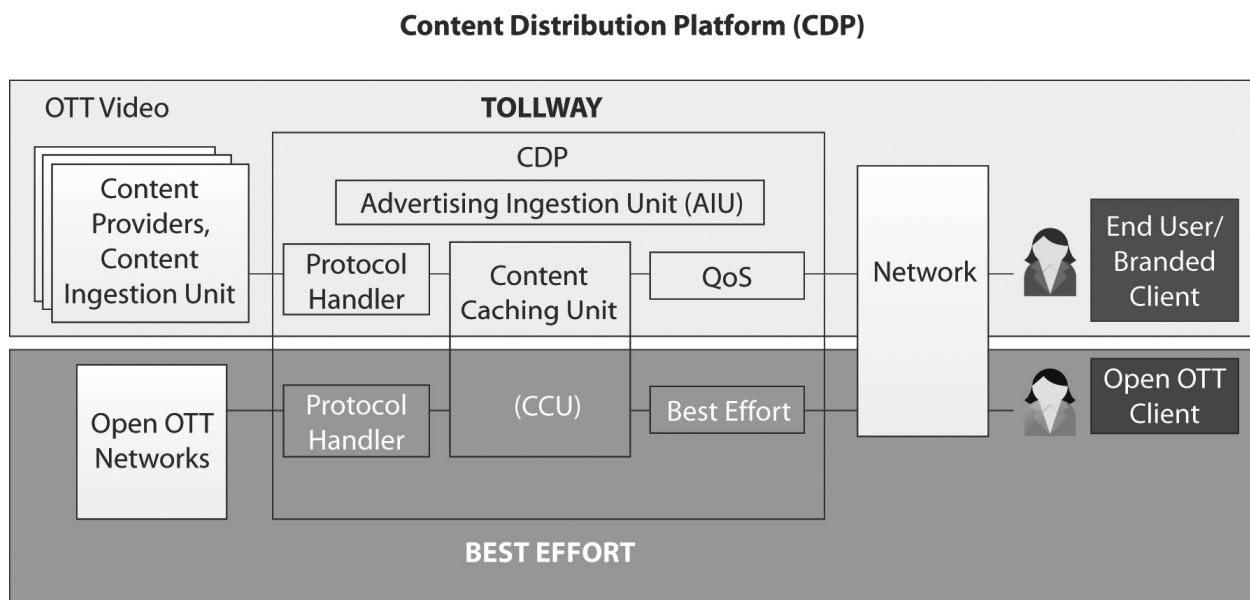 Content Distribution Platform (CDP)
OTT Video
TOLLWAY
CDP
Advertising Ingestion Unit (AIU)
Content
Providers,
Content
Ingestion Unit
Protocol
Handler
Content
Caching Unit
QoS
Network
End User/
Branded
Client
Open OTT
Networks
Protocol
Handler
(CCU)
Best Effort
Open OTT
Client
BEST EFFORT